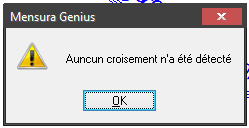 Mensura Genius
Auncun croisement n'a été détecté
OK